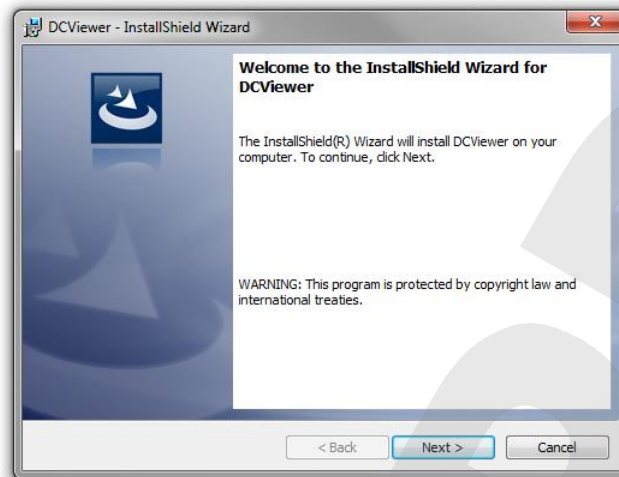 DCViewer - InstallShield Wizard
Welcome to the InstallShield Wizard for
DCViewer
The InstallShield(R) Wizard will install DCViewer on your
computer. To continue, click Next.
WARNING: This program is protected by copyright law and
international treaties.
< Back
Next >
Cancel